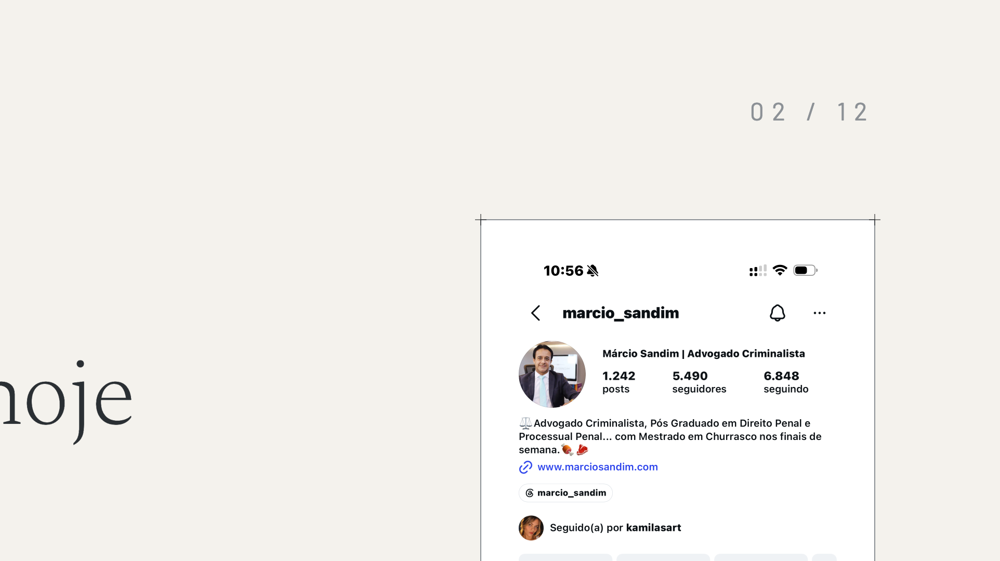 02 / 12
10:56
marcio_sandim
hoje
Márcio Sandim | Advogado Criminalista
1.242 5.490 6.848
posts seguidores seguindo
⚖️Advogado Criminalista, Pós Graduado em Direito Penal e
Processual Penal... com Mestrado em Churrasco nos finais de
semana.🍖🥩
www.marciosandim.com
marcio_sandim
Seguido(a) por kamilasart